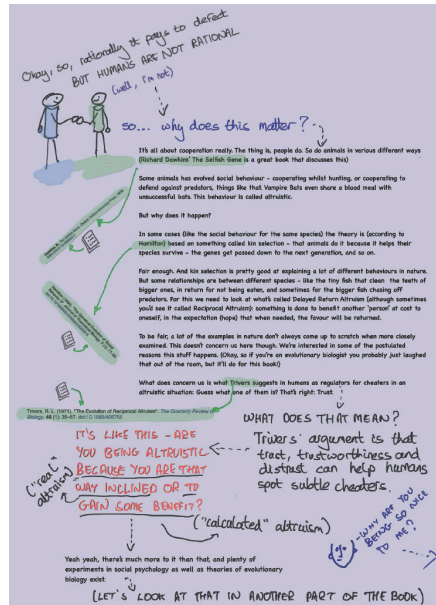 Okay, so, rationally it pays to defect
BUT HUMANS ARE NOT RATIONAL
(well, I'm not)
so... why does this matter?
It's all about cooperation really. The thing is, people do. So do animals in various different ways
(Richard Dawkins' The Selfish Gene is a great book that discusses this)
Some animals has evolved social behaviour - cooperating whilst hunting, or cooperating to
defend against predators, things like that Vampire Bats even share a blood meal with
unsuccessful bats. This behaviour is called altruistic.
But why does it happen?
In some cases (like the social behaviour for the same species) the theory is (according to
Hamilton) based on something called kin selection - that animals do it because it helps their
species survive - the genes get passed down to the next generation, and so on.
Fair enough. And kin selection is pretty good at explaining a lot of different behaviours in nature.
But some relationships are between different species - like the tiny fish that clean the teeth of
bigger ones, in return for not being eaten, and sometimes for the bigger fish chasing off
predators. For this we need to look at what's called Delayed Return Altruism (although sometimes
you'd see it called Reciprocal Altruism): something is done to benefit another 'person' at cost to
oneself, in the expectation (hope) that when needed, the favour will be returned.
To be fair, a lot of the examples in nature don't always come up to scratch when more closely
examined. This doesn't concern us here though. We're interested in some of the postulated
reasons this stuff happens. (Okay, so if you're an evolutionary biologist you probably just laughed
that out of the room, but it'll do for this book!)
What does concern us is what Trivers suggests in humans as regulators for cheaters in an
altruistic situation: Guess what one of them is? That's right: Trust
Trivers, R. L. (1971). "The Evolution of Reciprocal Altruism". The Quarterly Review of
Biology. 46 (1): 35–57. doi:10.1086/406755
WHAT DOES THAT MEAN?
Trivers' argument is that
trust, trustworthiness and
distrust can help humans
spot subtle cheaters.
IT'S LIKE THIS - ARE
YOU BEING ALTRUISTIC
BECAUSE YOU ARE THAT
WAY INCLINED OR TO
GAIN SOME BENEFIT?
("real"
altruism)
("calculated" altruism)
-WHY ARE YOU
BEING SO NICE
TO ME?
Yeah yeah, there's much more to it than that, and plenty of
experiments in social psychology as well as theories of evolutionary
biology exist.
(LET'S LOOK AT THAT IN ANOTHER PART OF THE BOOK)